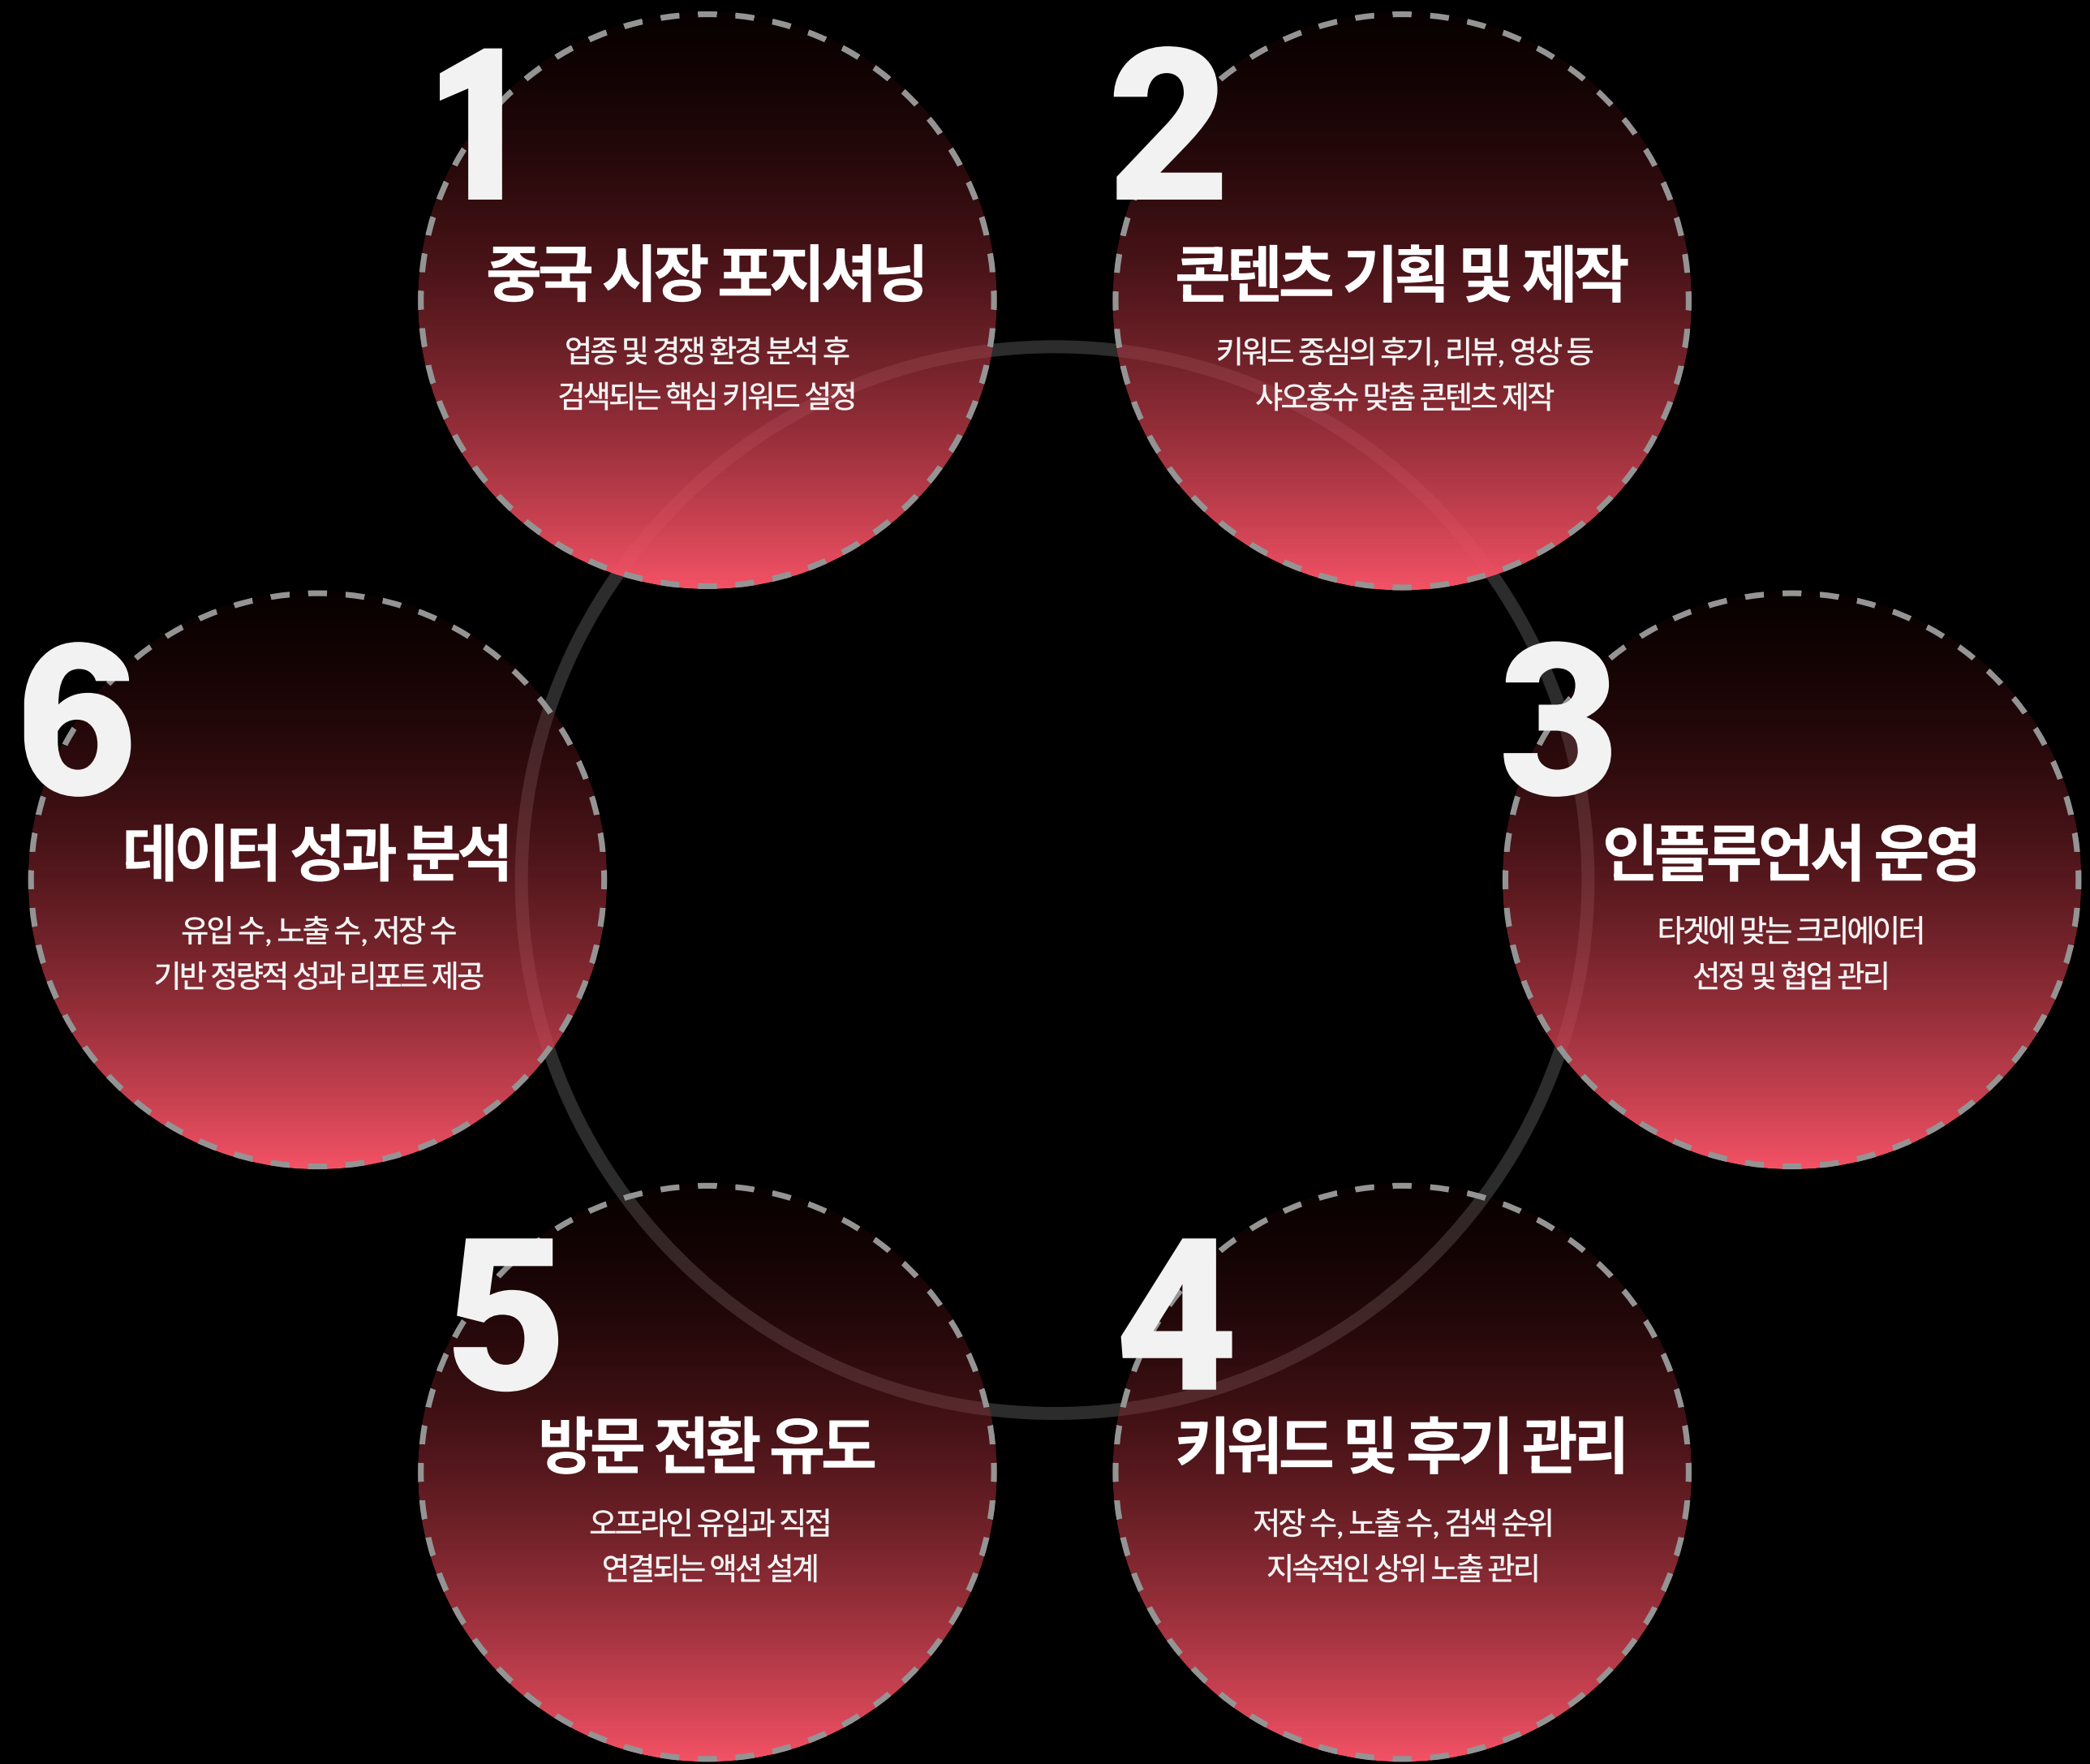 1
중국 시장 포지셔닝
업종 및 경쟁 환경 분석 후
검색되는 핵심 키워드 설정
2
콘텐츠 기획 및 제작
키워드 중심의 후기, 리뷰, 영상 등
샤오홍슈 맞춤 콘텐츠 제작
3
인플루언서 운영
타겟에 맞는 크리에이터
선정 및 협업 관리
4
키워드 및 후기 관리
저장 수, 노출 수, 검색 순위
지속적인 상위 노출 관리
5
방문 전환 유도
오프라인 유입과 직접
연결되는 액션 설계
6
데이터 성과 분석
유입 수, 노출 수, 저장 수
기반 정량적 성과 리포트 제공